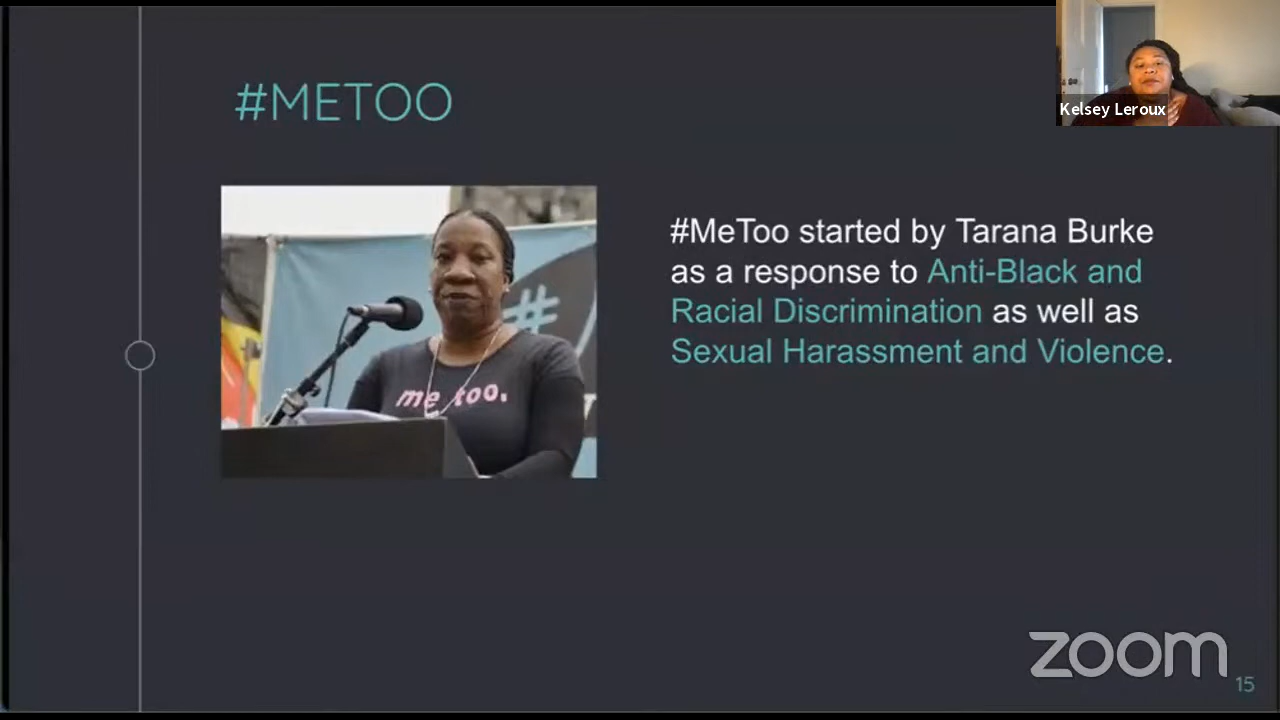 #METOO
Kelsey Leroux
#MeToo started by Tarana Burke
as a response to Anti-Black and
Racial Discrimination as well as
Sexual Harassment and Violence.
#
me too.
zoom
15